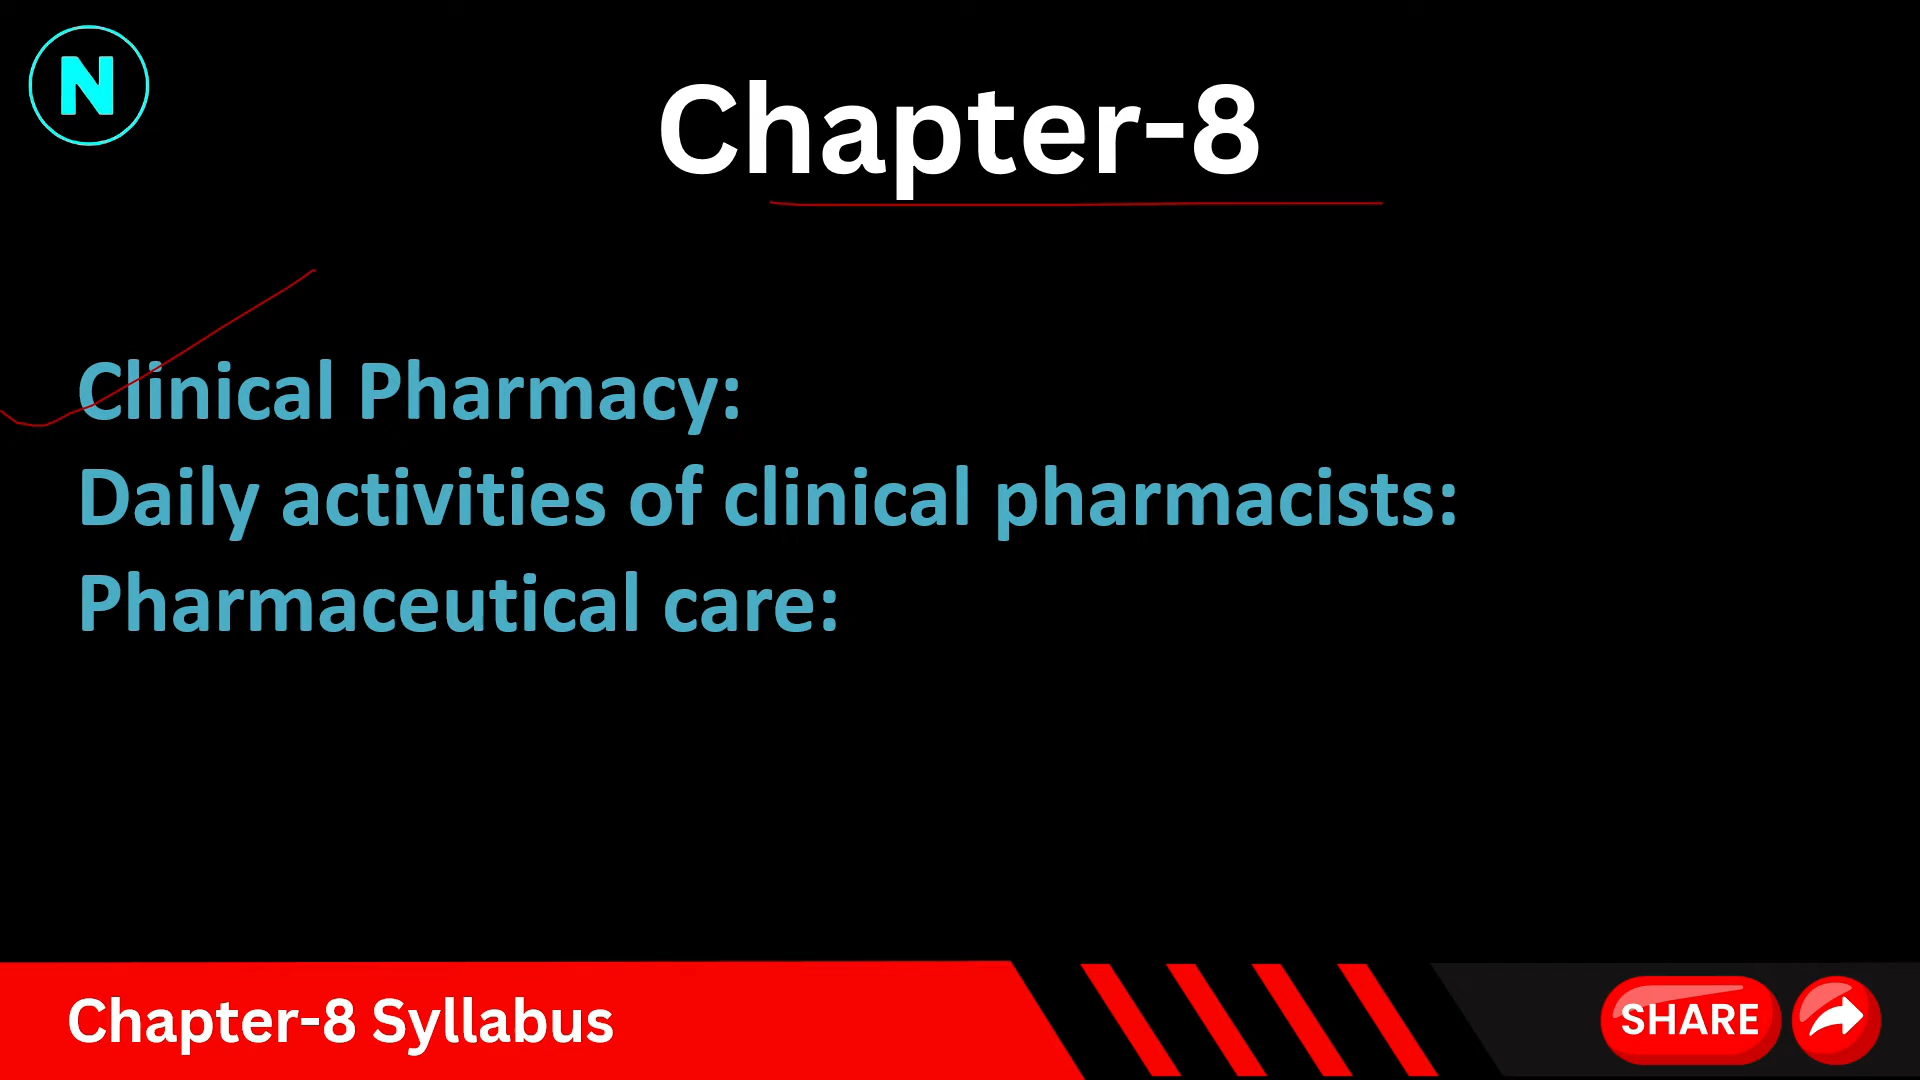 N
Chapter-8
Clinical Pharmacy:
Daily activities of clinical pharmacists:
Pharmaceutical care:
Chapter-8 Syllabus
SHARE